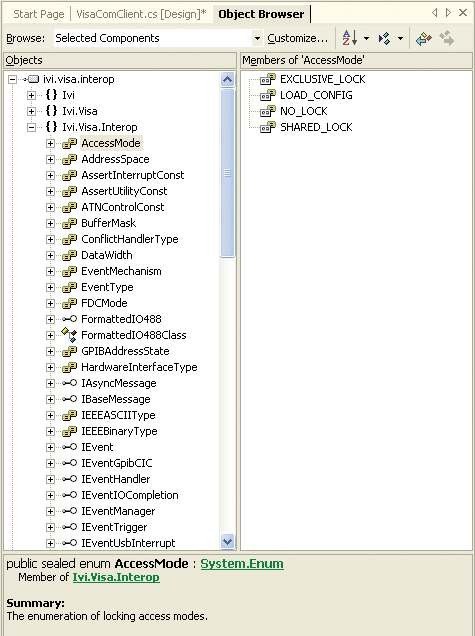 Start Page VisaComClient.cs [Design]* Object Browser
Browse: Selected Components Customize...
Objects
ivi.visa.interop
{} Ivi
{} Ivi.Visa
{} Ivi.Visa.Interop
AccessMode
AddressSpace
AssertInterruptConst
AssertUtilityConst
ATNControlConst
BufferMask
ConflictHandlerType
DataWidth
EventMechanism
EventType
FDCMode
FormattedIO488
FormattedIO488Class
GPIBAddressState
HardwareInterfaceType
IAsyncMessage
IBaseMessage
IEEEASCIIType
IEEEBinaryType
IEvent
IEventGpibCIC
IEventHandler
IEventIOCompletion
IEventManager
IEventTrigger
IEventUsbInterrupt
Members of 'AccessMode'
EXCLUSIVE_LOCK
LOAD_CONFIG
NO_LOCK
SHARED_LOCK
public sealed enum AccessMode : System.Enum
Member of Ivi.Visa.Interop
Summary:
The enumeration of locking access modes.